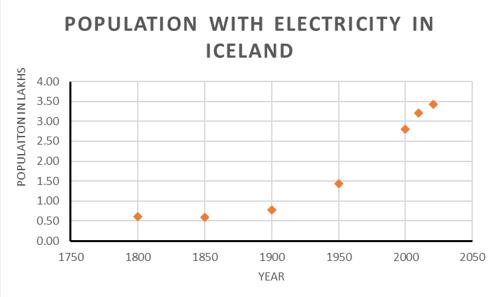 POPULATION WITH ELECTRICITY IN
ICELAND
POPULAITON IN LAKHS
4.00
3.50
3.00
2.50
2.00
1.50
1.00
0.50
0.00
1750 1800 1850 1900 1950 2000 2050
YEAR